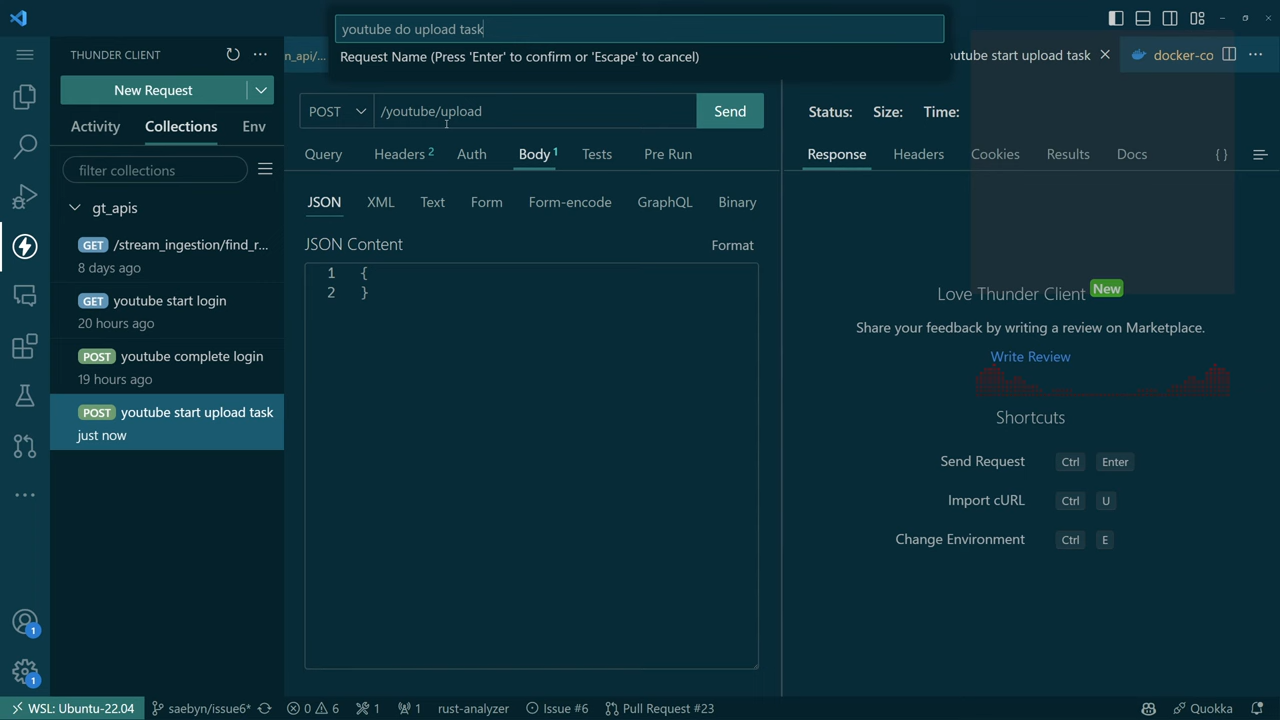 youtube do upload task
Request Name (Press 'Enter' to confirm or 'Escape' to cancel)
THUNDER CLIENT
n_api/...
outube start upload task
docker-co
New Request
Activity
Collections
Env
filter collections
gt_apis
GET /stream_ingestion/find_r...
8 days ago
GET youtube start login
20 hours ago
POST youtube complete login
19 hours ago
POST youtube start upload task
just now
POST
/youtube/upload
Send
Query
Headers 2
Auth
Body 1
Tests
Pre Run
JSON
XML
Text
Form
Form-encode
GraphQL
Binary
JSON Content
Format
1 {
2 }
Status:
Size:
Time:
Response
Headers
Cookies
Results
Docs
{ }
Love Thunder Client New
Share your feedback by writing a review on Marketplace.
Write Review
Shortcuts
Send Request Ctrl Enter
Import cURL Ctrl U
Change Environment Ctrl E
1
1
WSL: Ubuntu-22.04
saebyn/issue6*
0
6
1
1
rust-analyzer
Issue #6
Pull Request #23
Quokka